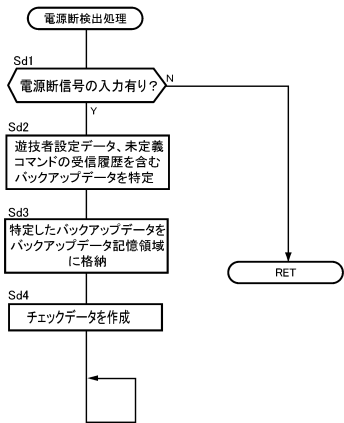 電源断検出処理
Sd1
電源断信号の入力有り？
N
Y
Sd2
遊技者設定データ、未定義
コマンドの受信履歴を含む
バックアップデータを特定
Sd3
特定したバックアップデータを
バックアップデータ記憶領域
に格納
RET
Sd4
チェックデータを作成